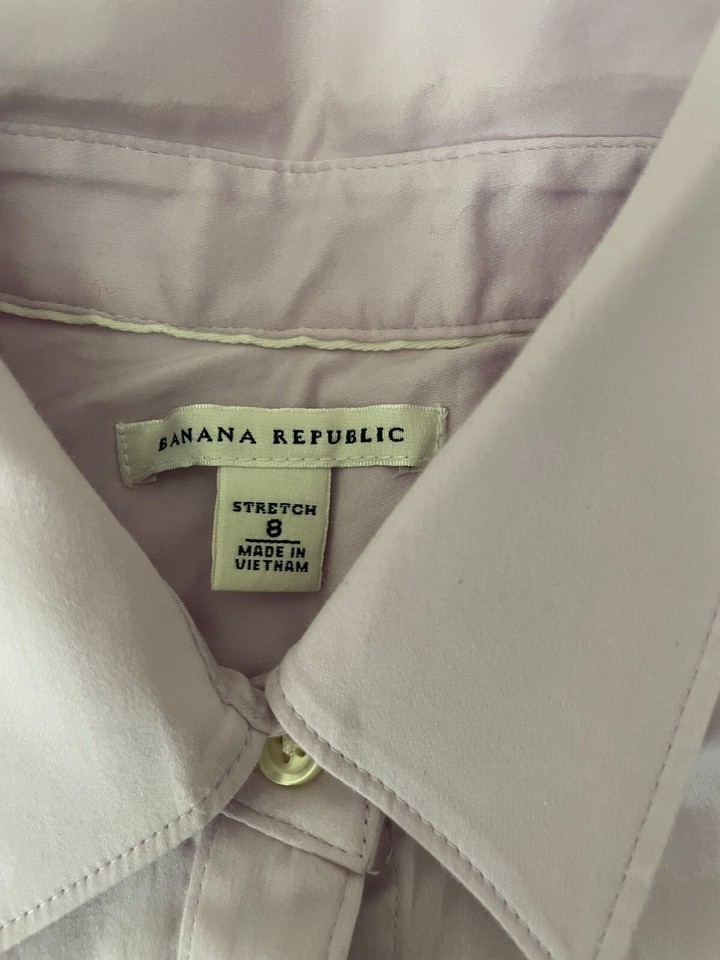 BANANA REPUBLIC
STRETCH
8
MADE IN
VIETNAM